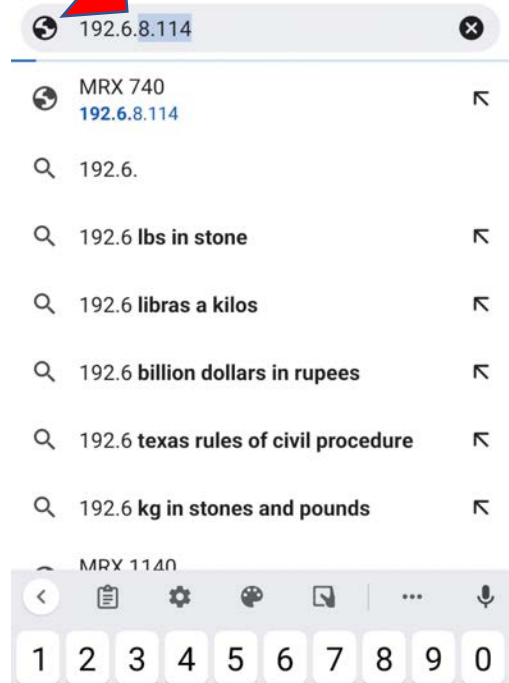 192.6.8.114
MRX 740
192.6.8.114
192.6.
192.6 lbs in stone
192.6 libras a kilos
192.6 billion dollars in rupees
192.6 texas rules of civil procedure
192.6 kg in stones and pounds
MRX 1140
1 2 3 4 5 6 7 8 9 0